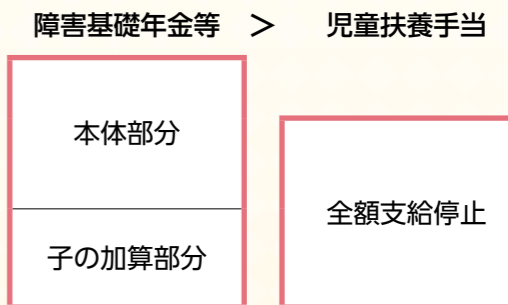 障害基礎年金等 ＞ 児童扶養手当
本体部分
全額支給停止
子の加算部分